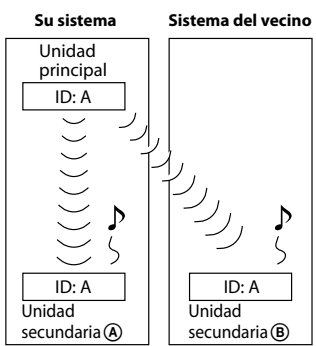 Su sistema
Sistema del vecino
Unidad
principal
ID: A
ID: A
Unidad
secundaria Ⓐ
ID: A
Unidad
secundaria Ⓑ